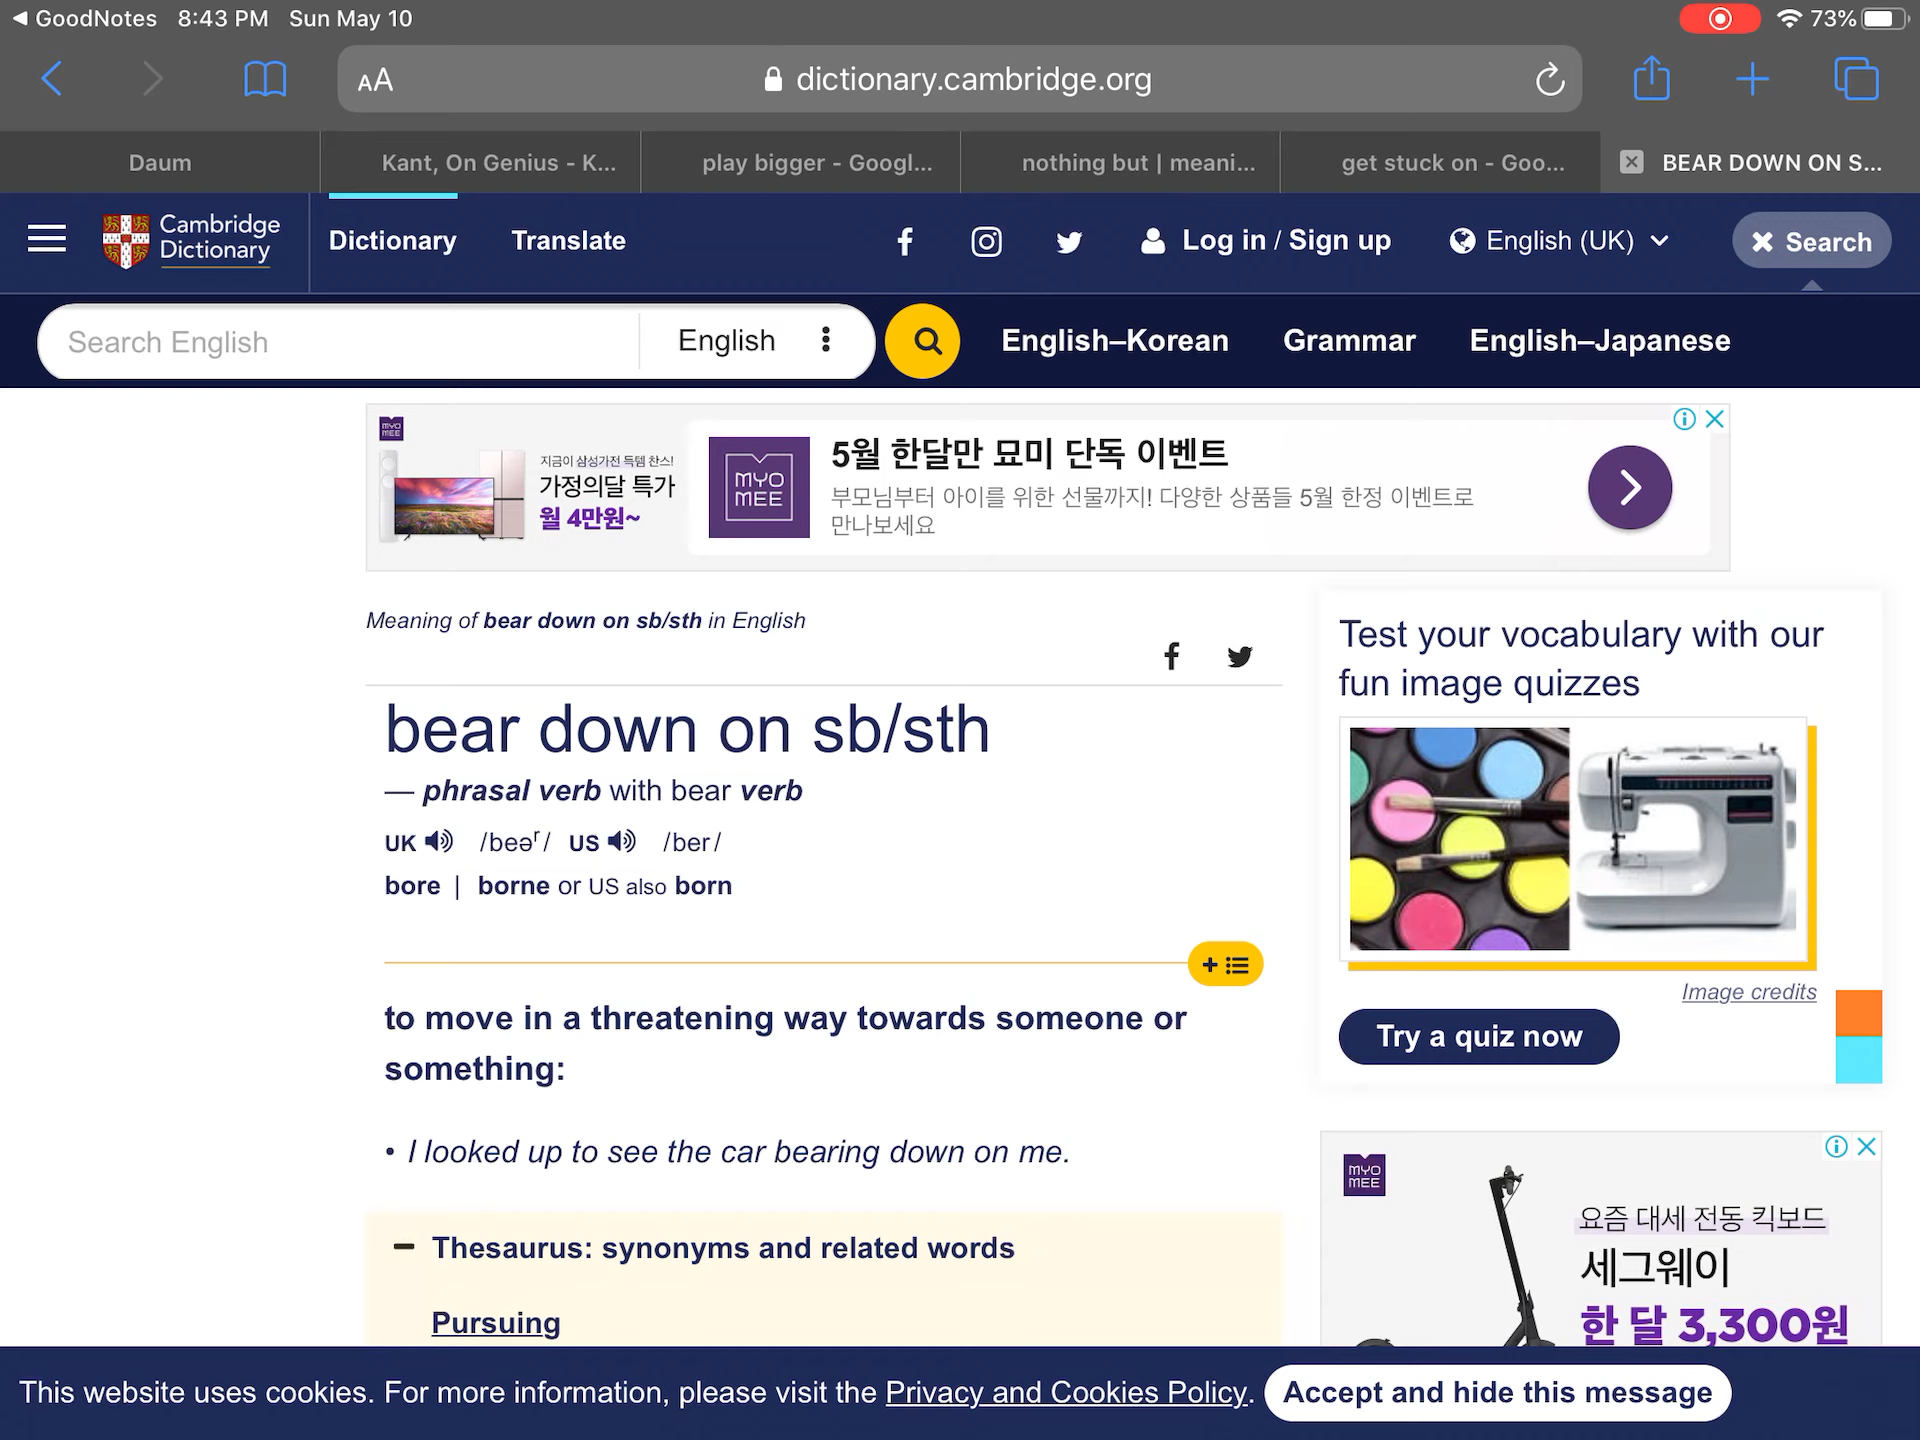 GoodNotes 8:43 PM Sun May 10 73%
AA dictionary.cambridge.org
Daum
Kant, On Genius - K...
play bigger - Googl...
nothing but | meani...
get stuck on - Goo...
BEAR DOWN ON S...
Cambridge
Dictionary
Dictionary Translate Log in / Sign up English (UK) Search
Search English English English–Korean Grammar English–Japanese
MYO
MEE
지금이 삼성가전 득템 찬스!
가정의달 특가
월 4만원~
MYO
MEE
5월 한달만 묘미 단독 이벤트
부모님부터 아이를 위한 선물까지! 다양한 상품들 5월 한정 이벤트로
만나보세요
Meaning of bear down on sb/sth in English
bear down on sb/sth
— phrasal verb with bear verb
UK /beəʳ/ US /ber/
bore | borne or US also born
+
to move in a threatening way towards someone or
something:
• I looked up to see the car bearing down on me.
Thesaurus: synonyms and related words
Pursuing
Test your vocabulary with our
fun image quizzes
Image credits
Try a quiz now
MYO
MEE
요즘 대세 전동 킥보드
세그웨이
한 달 3,300원
This website uses cookies. For more information, please visit the Privacy and Cookies Policy. Accept and hide this message